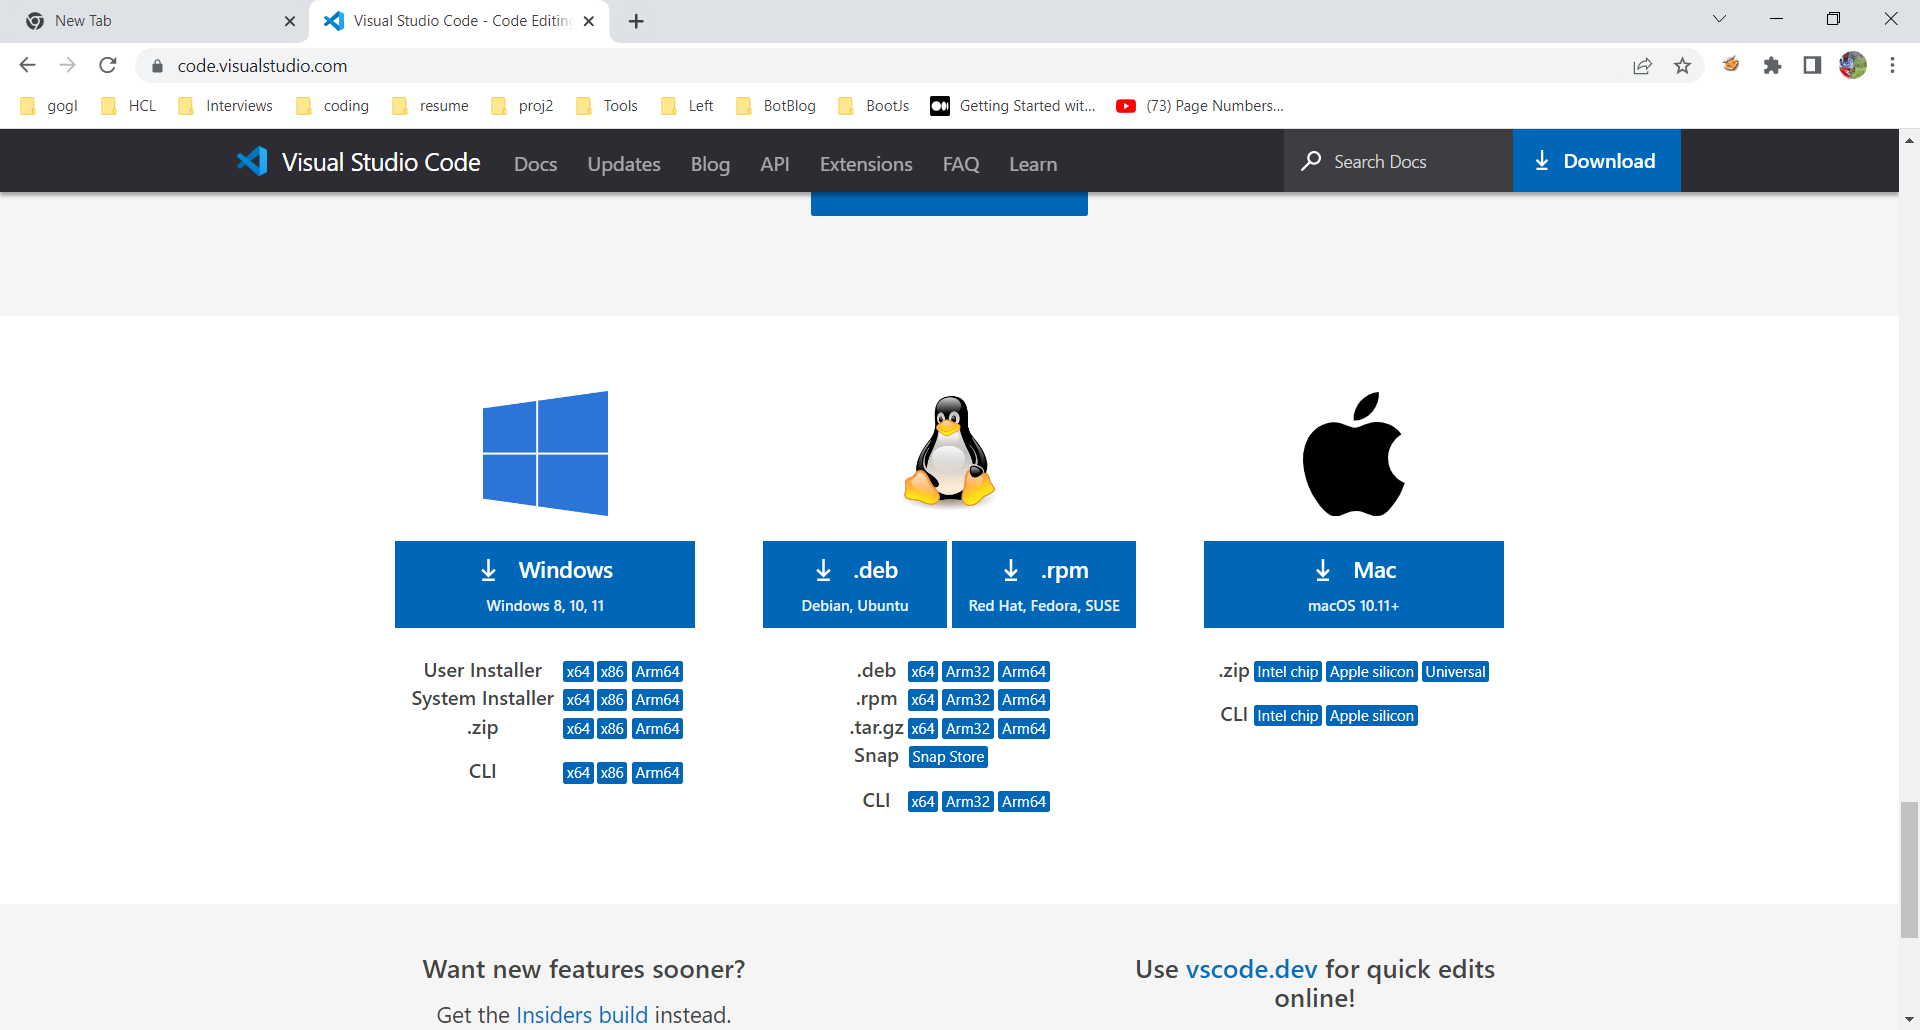 New Tab
Visual Studio Code - Code Editing
code.visualstudio.com
gogl HCL Interviews coding resume proj2 Tools Left BotBlog BootJs Getting Started wit... (73) Page Numbers...
Visual Studio Code Docs Updates Blog API Extensions FAQ Learn Search Docs Download
Windows
Windows 8, 10, 11
User Installer x64 x86 Arm64
System Installer x64 x86 Arm64
.zip x64 x86 Arm64
CLI x64 x86 Arm64
.deb
Debian, Ubuntu
.rpm
Red Hat, Fedora, SUSE
.deb x64 Arm32 Arm64
.rpm x64 Arm32 Arm64
.tar.gz x64 Arm32 Arm64
Snap Snap Store
CLI x64 Arm32 Arm64
Mac
macOS 10.11+
.zip Intel chip Apple silicon Universal
CLI Intel chip Apple silicon
Want new features sooner?
Get the Insiders build instead.
Use vscode.dev for quick edits
online!